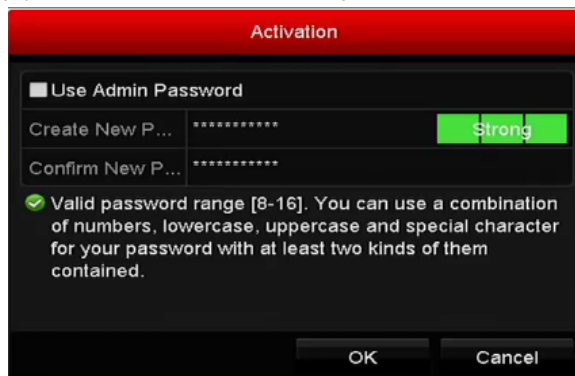 Activation
Use Admin Password
Create New P... *********** Strong
Confirm New P... ***********
Valid password range [8-16]. You can use a combination
of numbers, lowercase, uppercase and special character
for your password with at least two kinds of them
contained.
OK Cancel